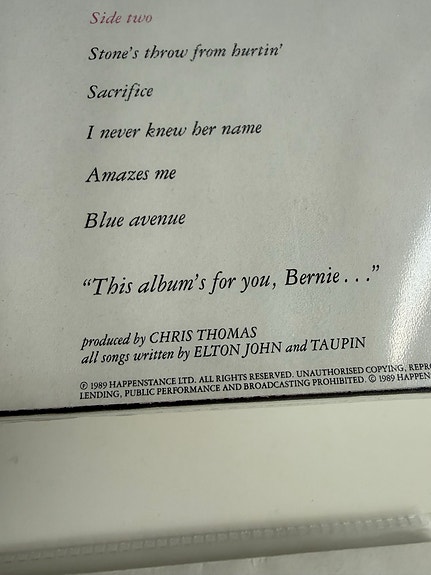 Side two
Stone's throw from hurtin'
Sacrifice
I never knew her name
Amazes me
Blue avenue
"This album's for you, Bernie . . ."
produced by CHRIS THOMAS
all songs written by ELTON JOHN and TAUPIN
℗ 1989 HAPPENSTANCE LTD. ALL RIGHTS RESERVED. UNAUTHORISED COPYING,
LENDING, PUBLIC PERFORMANCE AND BROADCASTING PROHIBITED. © 1989